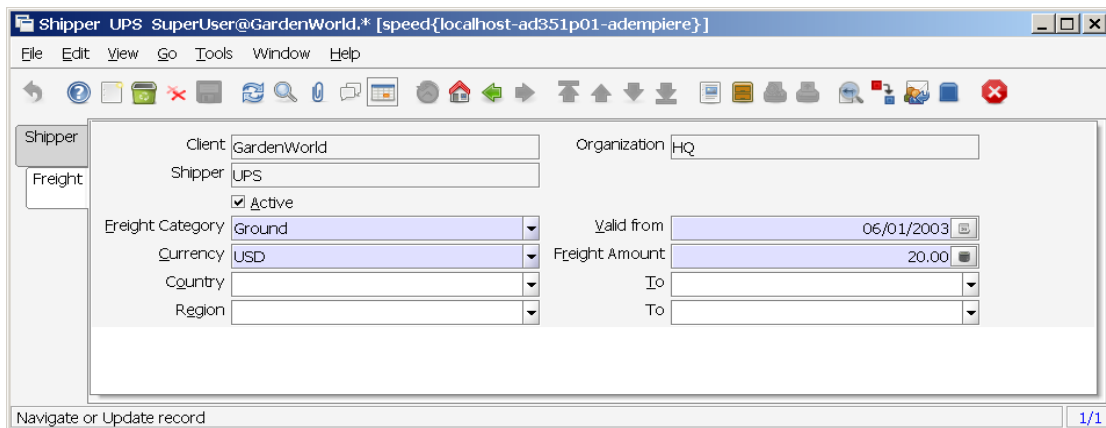 Shipper UPS SuperUser@GardenWorld.* [speed{localhost-ad351p01-adempiere}]
File Edit View Go Tools Window Help
Shipper
Freight
Client GardenWorld Organization HQ
Shipper UPS
Active
Freight Category Ground Valid from 06/01/2003
Currency USD Freight Amount 20.00
Country To
Region To
Navigate or Update record 1/1